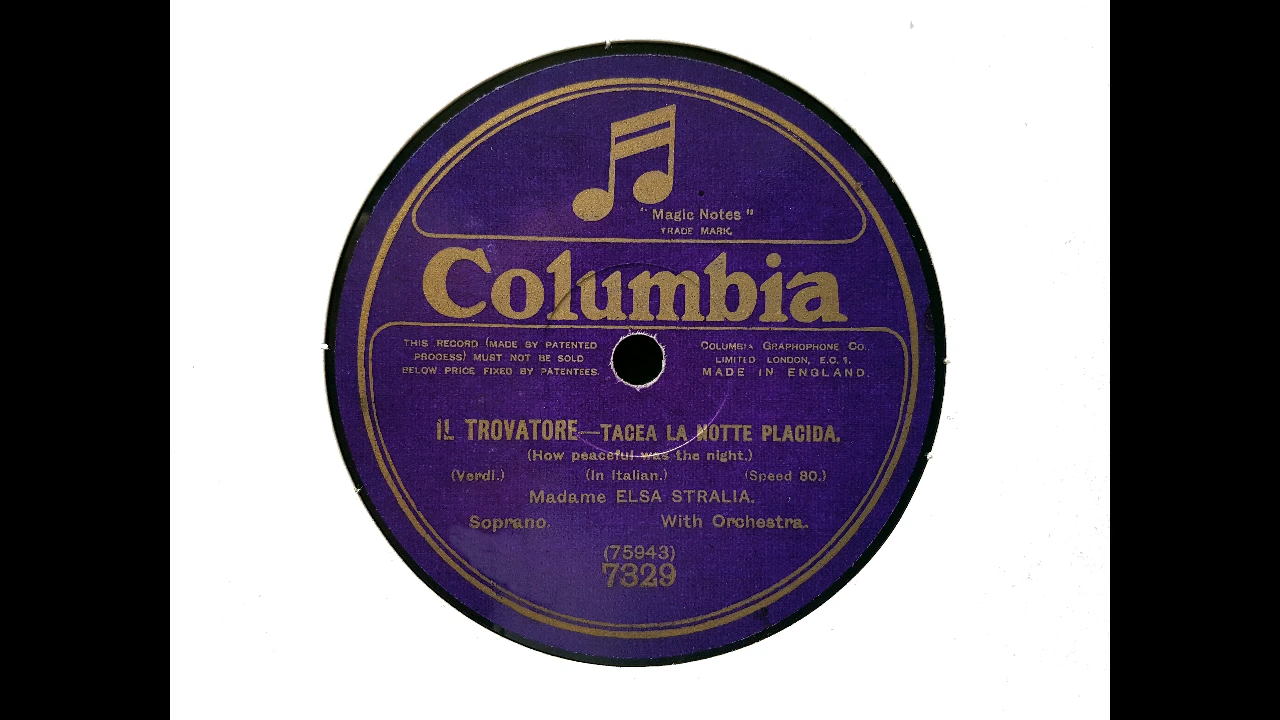 " Magic Notes "
TRADE MARK.
Columbia
THIS RECORD (MADE BY PATENTED
PROCESS) MUST NOT BE SOLD
BELOW PRICE FIXED BY PATENTEES.
COLUMBIA GRAPHOPHONE CO.,
LIMITED LONDON, E.C.1.
MADE IN ENGLAND.
IL TROVATORE—TACEA LA NOTTE PLACIDA.
(How peaceful was the night.)
(Verdi.) (In Italian.) (Speed 80.)
Madame ELSA STRALIA.
Soprano. With Orchestra.
(75943)
7329